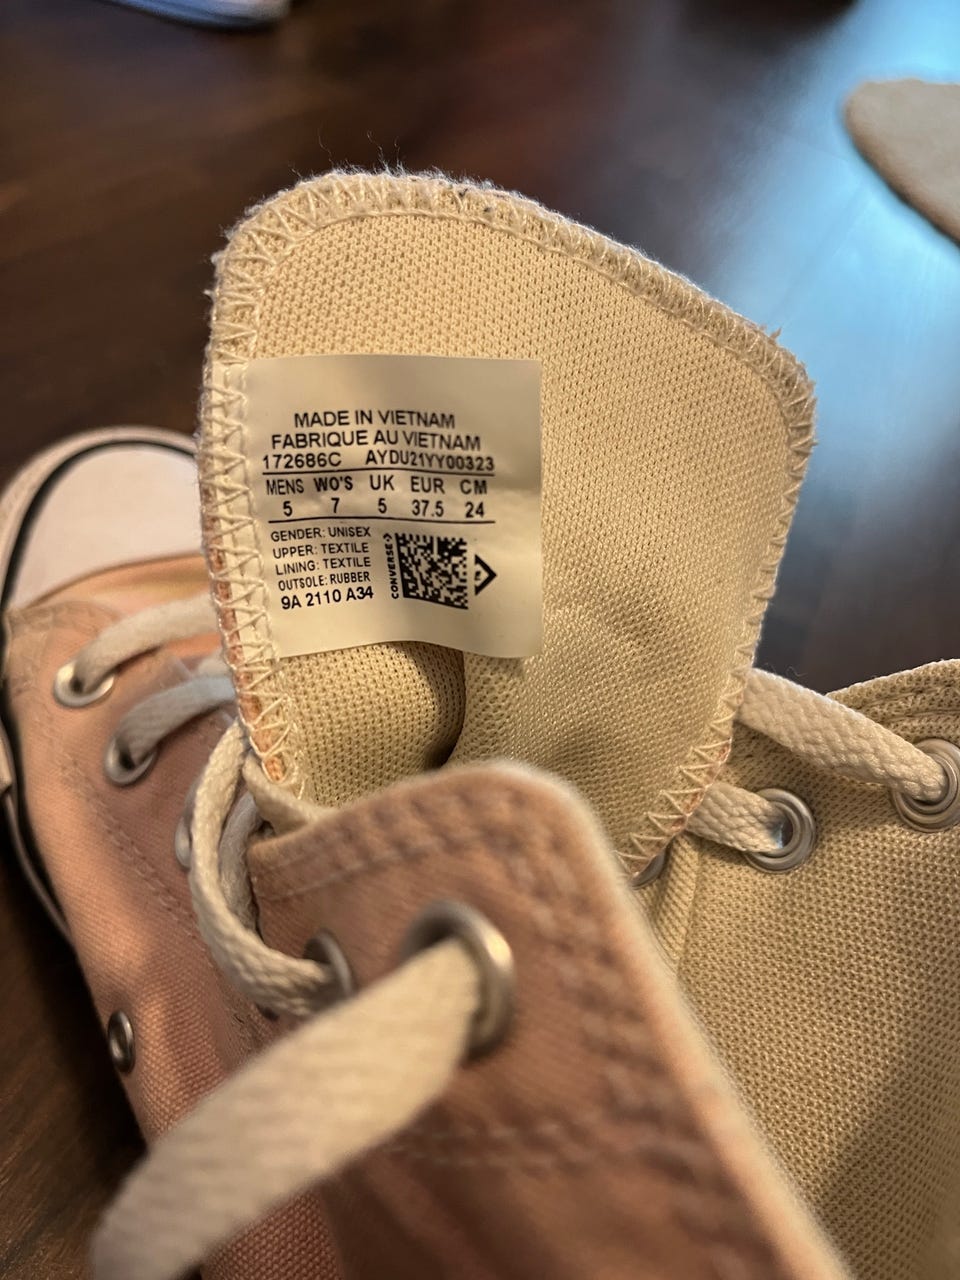 MADE IN VIETNAM
FABRIQUE AU VIETNAM
172686C AYDU21YY00323
MENS WO'S UK EUR CM
5 7 5 37.5 24
GENDER: UNISEX
UPPER: TEXTILE
LINING: TEXTILE
OUTSOLE: RUBBER
9A 2110 A34
CONVERSE